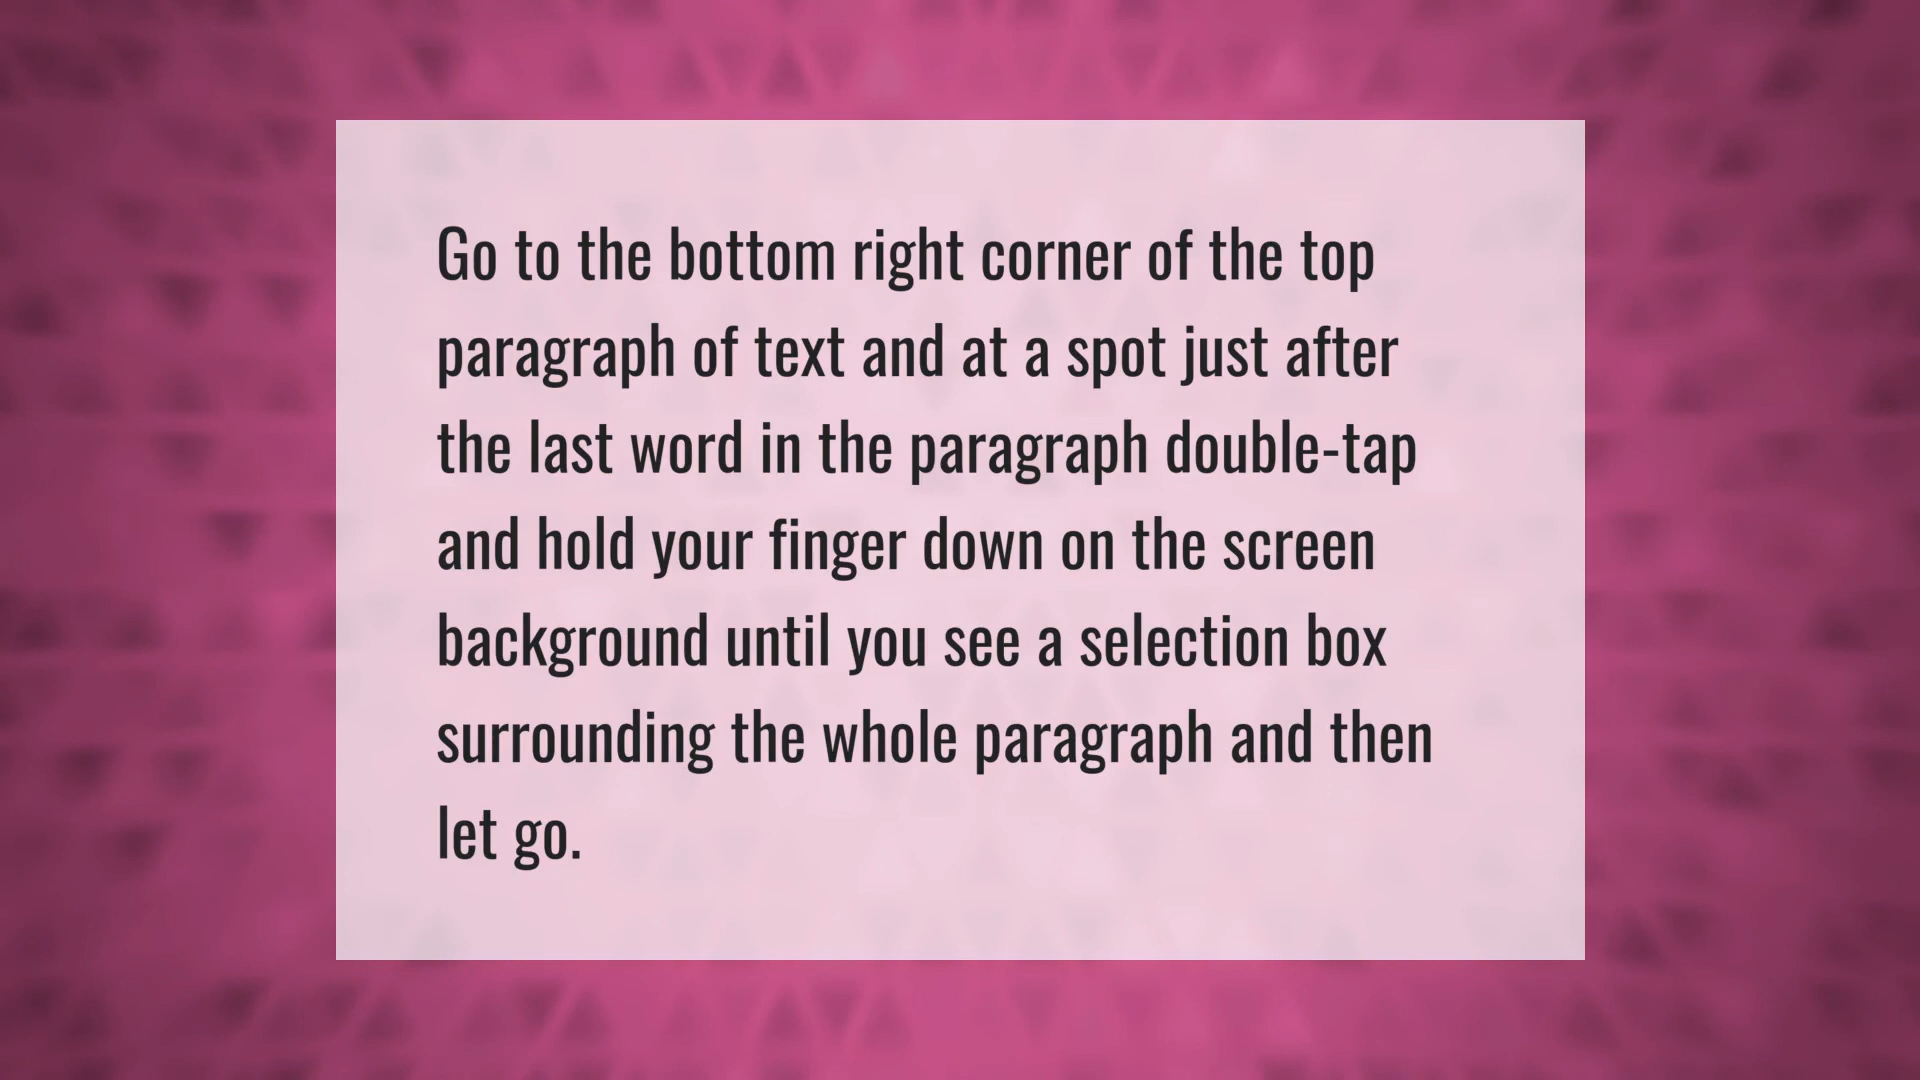 Go to the bottom right corner of the top
paragraph of text and at a spot just after
the last word in the paragraph double-tap
and hold your finger down on the screen
background until you see a selection box
surrounding the whole paragraph and then
let go.